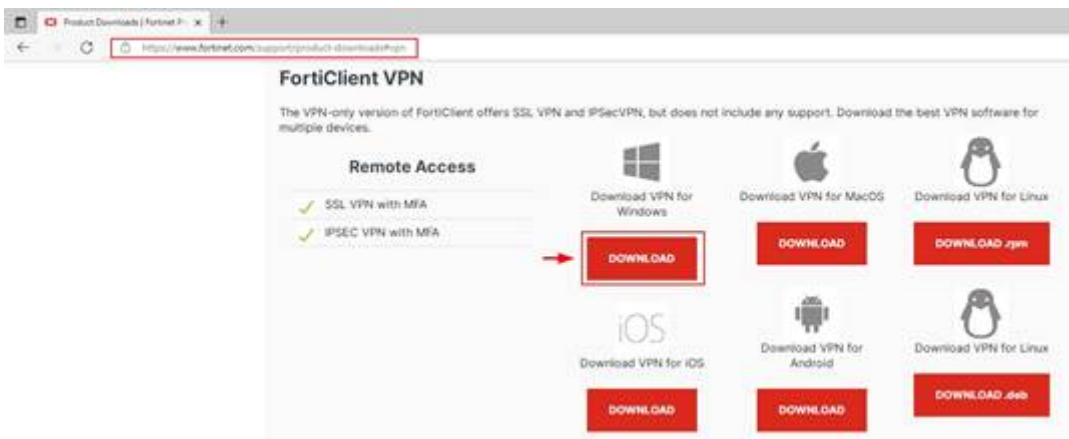 Product Downloads | Fortinet P
https://www.fortinet.com/support/product-downloads#vpn
FortiClient VPN
The VPN-only version of FortiClient offers SSL VPN and IPSecVPN, but does not include any support. Download the best VPN software for
multiple devices.
Remote Access
SSL VPN with MFA
IPSEC VPN with MFA
Download VPN for
Windows
DOWNLOAD
Download VPN for MacOS
DOWNLOAD
Download VPN for Linux
DOWNLOAD .rpm
iOS
Download VPN for iOS
DOWNLOAD
Download VPN for
Android
DOWNLOAD
Download VPN for Linux
DOWNLOAD .deb